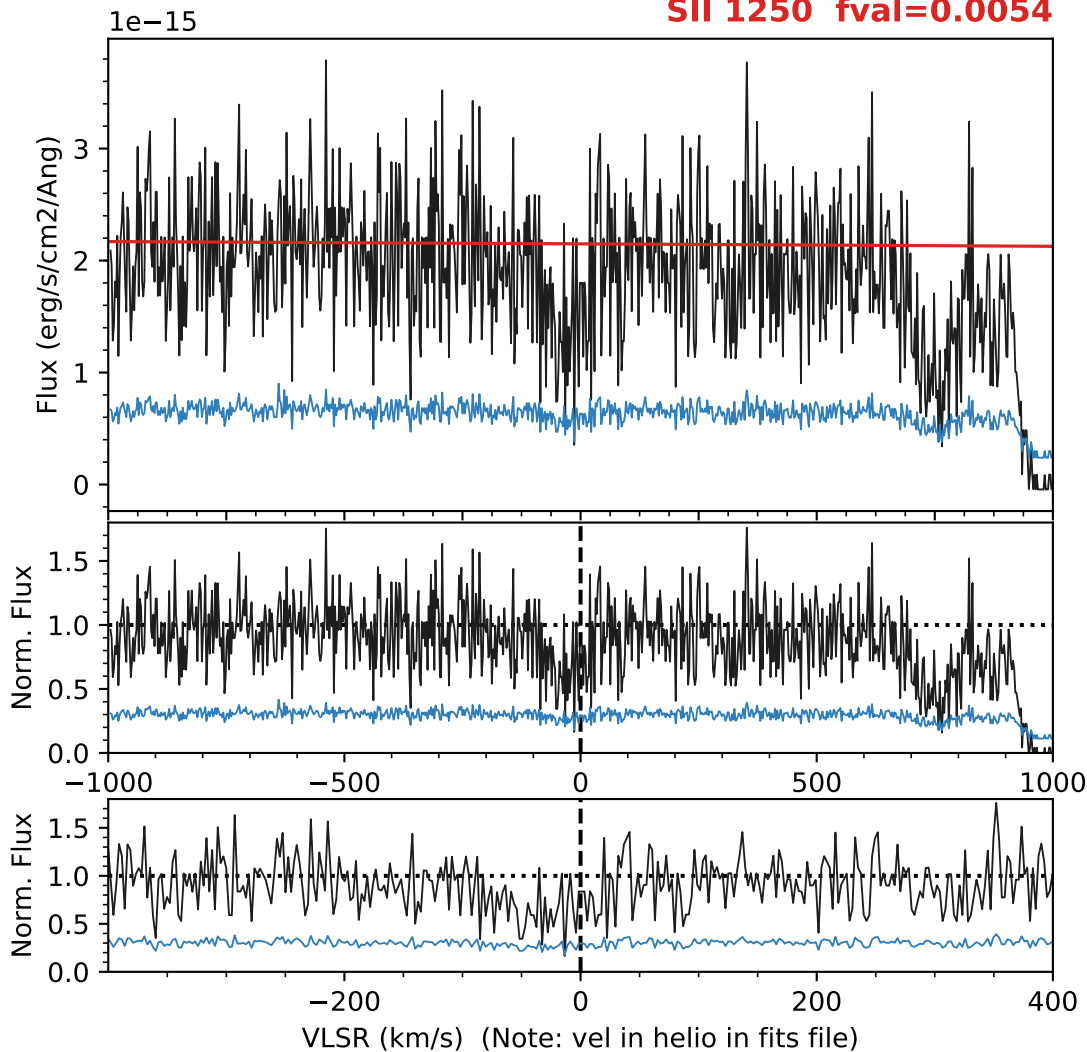 SII 1250 fval=0.0054
1e−15
3
2
1
0
Flux (erg/s/cm2/Ang)
1.5
1.0
0.5
0.0
Norm. Flux
−1000 −500 0 500 1000
1.5
1.0
0.5
0.0
Norm. Flux
−200 0 200 400
VLSR (km/s) (Note: vel in helio in fits file)